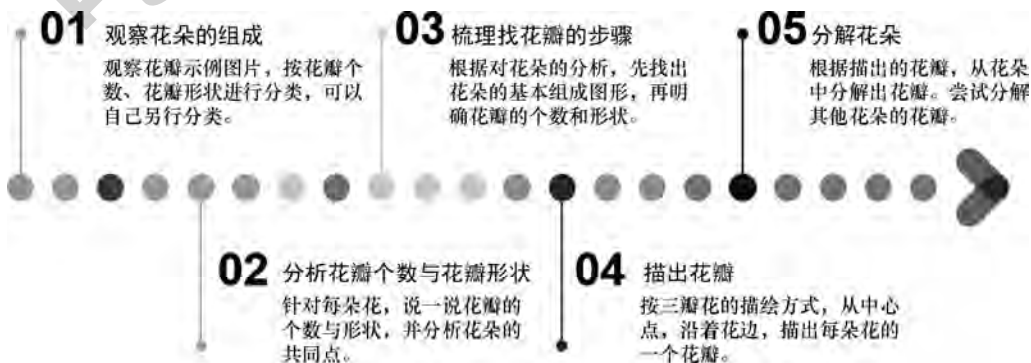 01 观察花朵的组成
观察花瓣示例图片，按花瓣个
数、花瓣形状进行分类，可以
自己另行分类。
02 分析花瓣个数与花瓣形状
针对每朵花，说一说花瓣的
个数与形状，并分析花朵的
共同点。
03 梳理找花瓣的步骤
根据对花朵的分析，先找出
花朵的基本组成图形，再明
确花瓣的个数和形状。
04 描出花瓣
按三瓣花的描绘方式，从中心
点，沿着花边，描出每朵花的
一个花瓣。
05 分解花朵
根据描出的花瓣，从花朵
中分解出花瓣。尝试分解
其他花朵的花瓣。